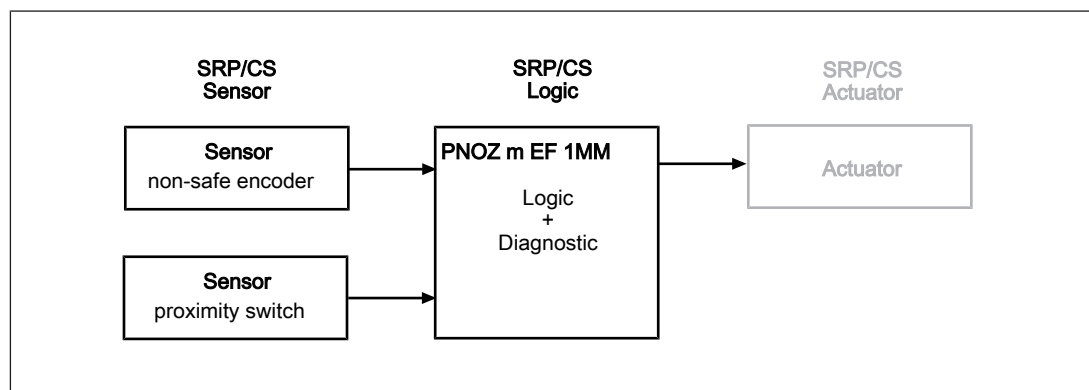 SRP/CS
Sensor
SRP/CS
Logic
SRP/CS
Actuator
Sensor
non-safe encoder
PNOZ m EF 1MM
Logic
+
Diagnostic
Actuator
Sensor
proximity switch